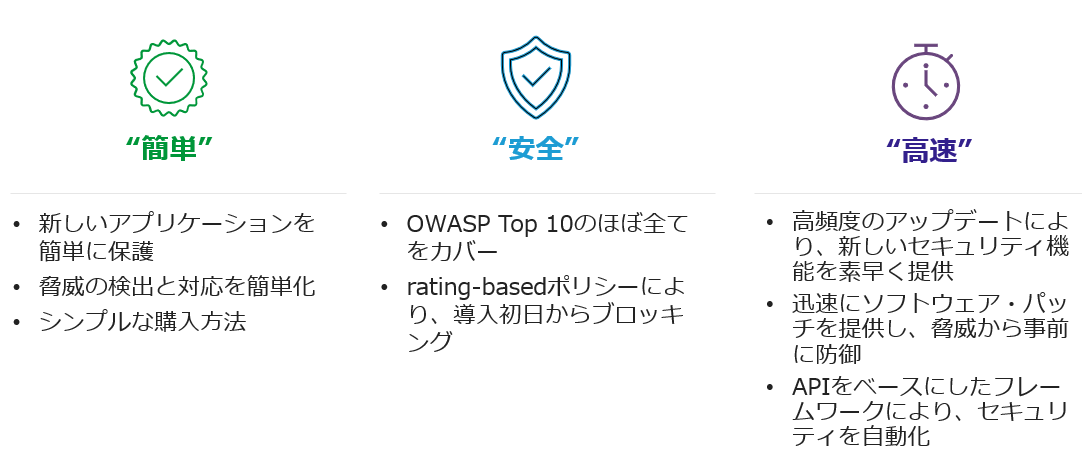 “簡単”
• 新しいアプリケーションを
簡単に保護
• 脅威の検出と対応を簡単化
• シンプルな購入方法
“安全”
• OWASP Top 10のほぼ全て
をカバー
• rating-basedポリシーによ
り、導入初日からブロッキ
ング
“高速”
• 高頻度のアップデートによ
り、新しいセキュリティ機
能を素早く提供
• 迅速にソフトウェア・パッ
チを提供し、脅威から事前
に防御
• APIをベースにしたフレー
ムワークにより、セキュリ
ティを自動化